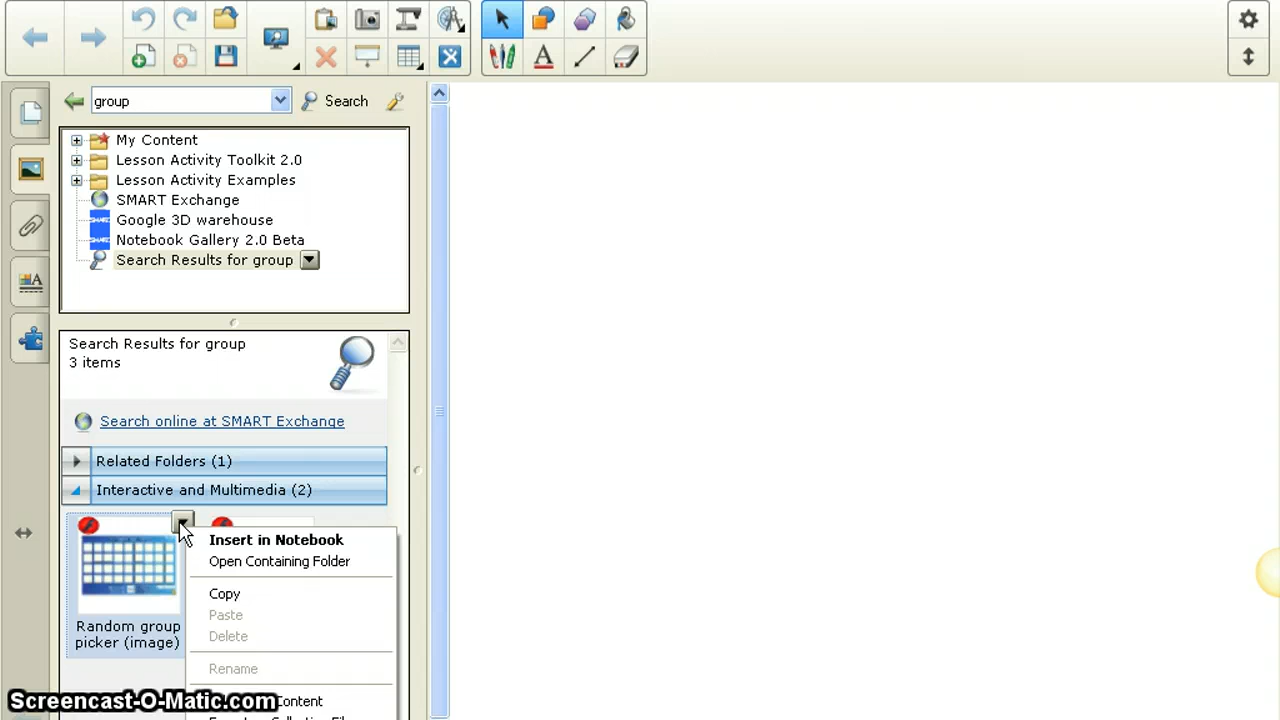 group
Search
My Content
Lesson Activity Toolkit 2.0
Lesson Activity Examples
SMART Exchange
Google 3D warehouse
Notebook Gallery 2.0 Beta
Search Results for group
Search Results for group
3 items
Search online at SMART Exchange
Related Folders (1)
Interactive and Multimedia (2)
Random group
picker (image)
Insert in Notebook
Open Containing Folder
Copy
Paste
Delete
Rename
Content
Screencast-O-Matic.com